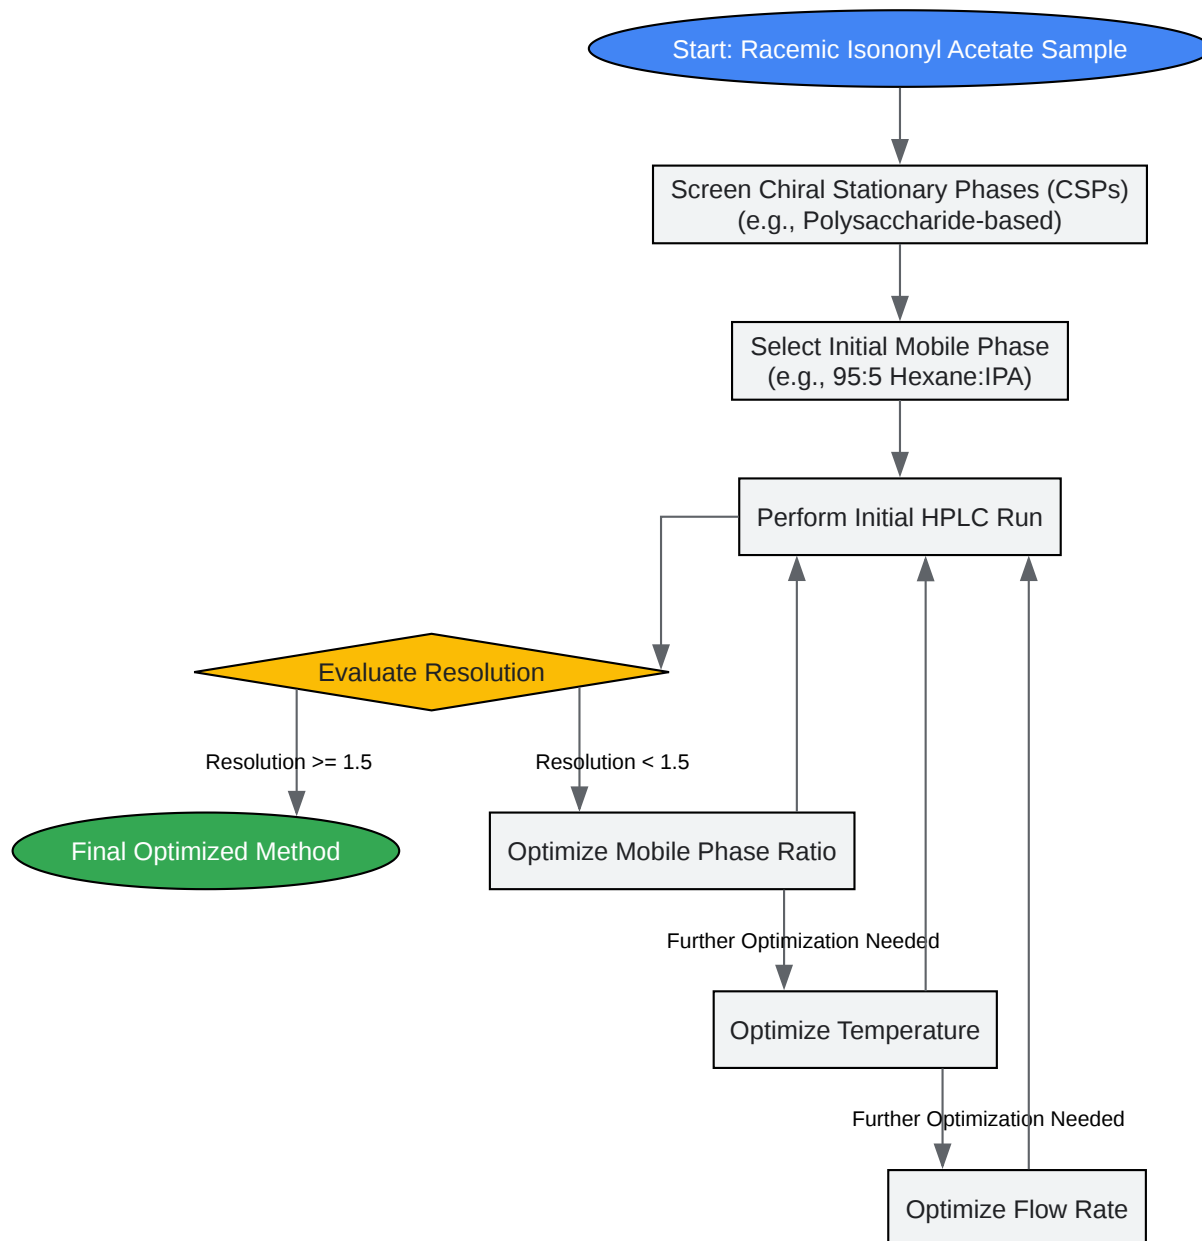 Start: Racemic Isononyl Acetate Sample
Screen Chiral Stationary Phases (CSPs)
(e.g., Polysaccharide-based)
Select Initial Mobile Phase
(e.g., 95:5 Hexane:IPA)
Perform Initial HPLC Run
Evaluate Resolution
Resolution >= 1.5
Resolution < 1.5
Final Optimized Method
Optimize Mobile Phase Ratio
Further Optimization Needed
Optimize Temperature
Further Optimization Needed
Optimize Flow Rate